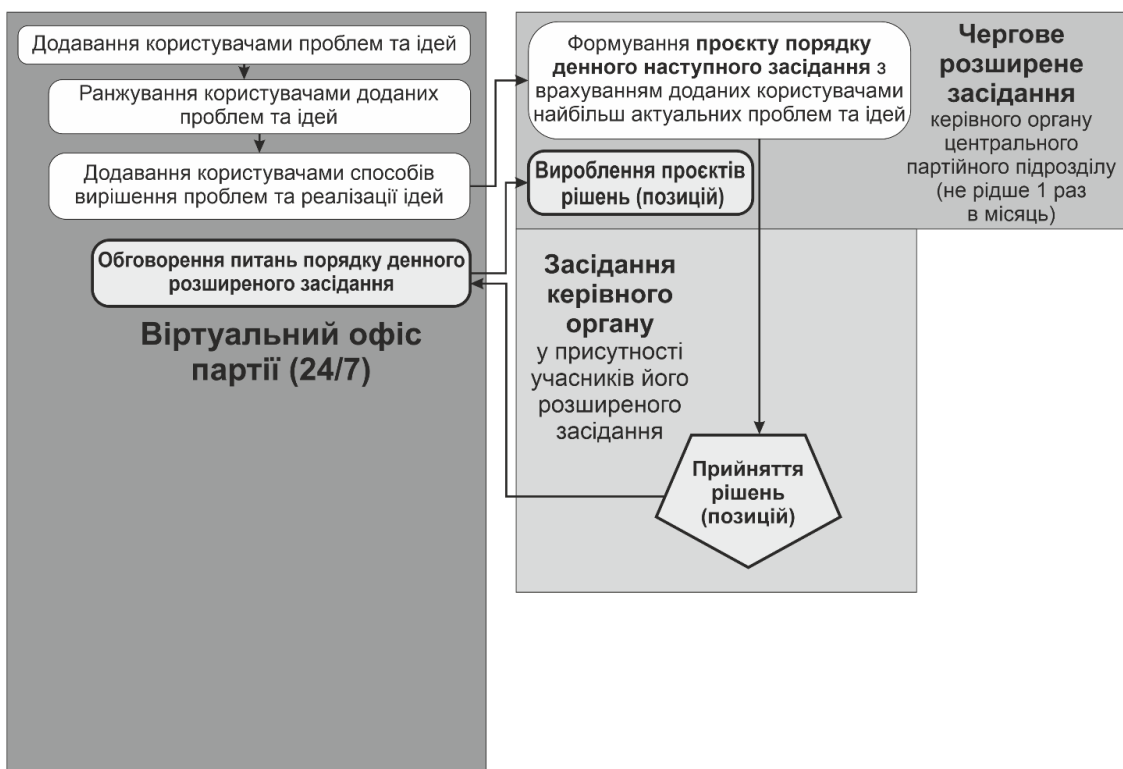 Додавання користувачами проблем та ідей
Ранжування користувачами доданих
проблем та ідей
Додавання користувачами способів
вирішення проблем та реалізації ідей
Обговорення питань порядку денного
розширеного засідання
Віртуальний офіс
партії (24/7)
Формування проєкту порядку
денного наступного засідання з
врахуванням доданих користувачами
найбільш актуальних проблем та ідей
Вироблення проєктів
рішень (позицій)
Чергове
розширене
засідання
керівного органу
центрального
партійного підрозділу
(не рідше 1 раз
в місяць)
Засідання
керівного
органу
у присутності
учасників його
розширеного
засідання
Прийняття
рішень
(позицій)